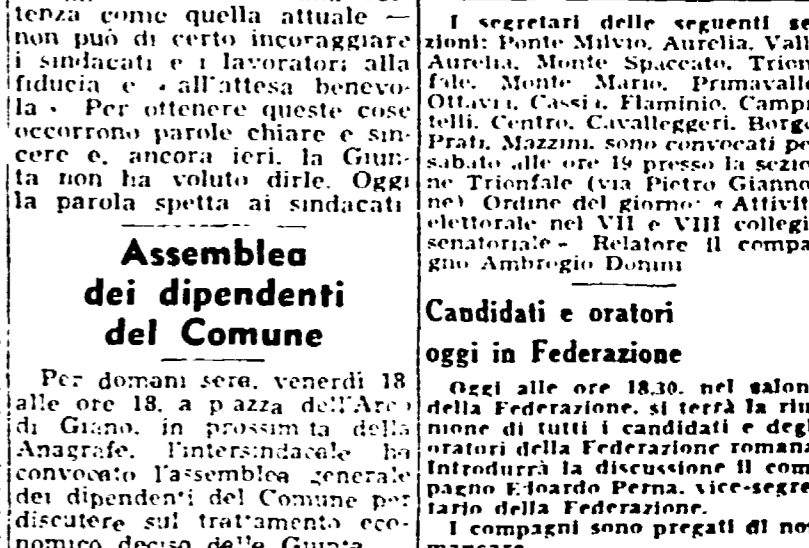 tenza come quella attuale —
non può di certo incoraggiare
i sindacati e i lavoratori alla
fiducia e « all'attesa benevo-
la » Per ottenere queste cose
occorrono parole chiare e sin-
cere e, ancora ieri, la Giun-
ta non ha voluto dirle. Oggi
la parola spetta ai sindacati
Assemblea
dei dipendenti
del Comune
Per domani sera, venerdì 18
alle ore 18, a piazza dell'Arco
di Giano, in prossimità della
Anagrafe, l'intersindacale ha
convocato l'assemblea generale
dei dipendenti del Comune per
discutere sul trattamento eco-
nomico deciso dalla Giunta
I segretari delle seguenti se
zioni: Ponte Milvio, Aurelia, Vall
Aurelia, Monte Spaccato, Trion
fale, Monte Mario, Primavalle
Ottavia, Cassia, Flaminio, Campi
telli, Centro, Cavalleggeri, Borgo
Prati, Mazzini, sono convocati pe
sabato alle ore 19 presso la sezio
ne Trionfale (via Pietro Gianno
ne) Ordine del giorno: « Attivit
elettorale nel VII e VIII collegi
senatoriale » Relatore il compa
gno Ambrogio Donini
Candidati e oratori
oggi in Federazione
Oggi alle ore 18.30, nel salon
della Federazione, si terrà la riu
nione di tutti i candidati e degl
oratori della Federazione romana
Introdurrà la discussione il com
pagno Edoardo Perna, vice-segre
tario della Federazione.
I compagni sono pregati di no
mancare